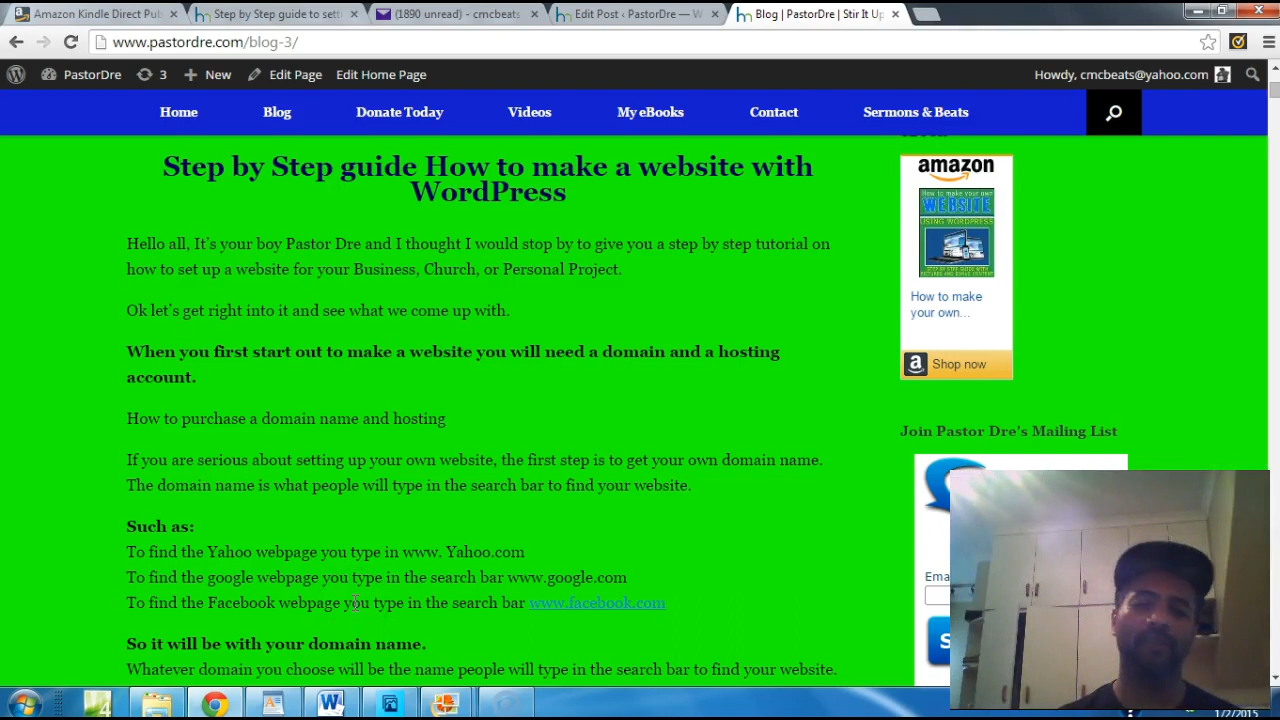 Amazon Kindle Direct Pub
Step by Step guide to sett
(1890 unread) - cmcbeats
Edit Post ‹ PastorDre — W
Blog | PastorDre | Stir It Up
www.pastordre.com/blog-3/
PastorDre
3
New
Edit Page
Edit Home Page
Howdy, cmcbeats@yahoo.com
Home
Blog
Donate Today
Videos
My eBooks
Contact
Sermons & Beats
Step by Step guide How to make a website with
WordPress
Hello all, It's your boy Pastor Dre and I thought I would stop by to give you a step by step tutorial on
how to set up a website for your Business, Church, or Personal Project.
Ok let's get right into it and see what we come up with.
When you first start out to make a website you will need a domain and a hosting
account.
How to purchase a domain name and hosting
If you are serious about setting up your own website, the first step is to get your own domain name.
The domain name is what people will type in the search bar to find your website.
Such as:
To find the Yahoo webpage you type in www. Yahoo.com
To find the google webpage you type in the search bar www.google.com
To find the Facebook webpage you type in the search bar www.facebook.com
So it will be with your domain name.
Whatever domain you choose will be the name people will type in the search bar to find your website.
amazon
How to make your own
WEBSITE
USING WORDPRESS
How to make
your own...
Shop now
Join Pastor Dre's Mailing List
Ema
S
1/2/2015